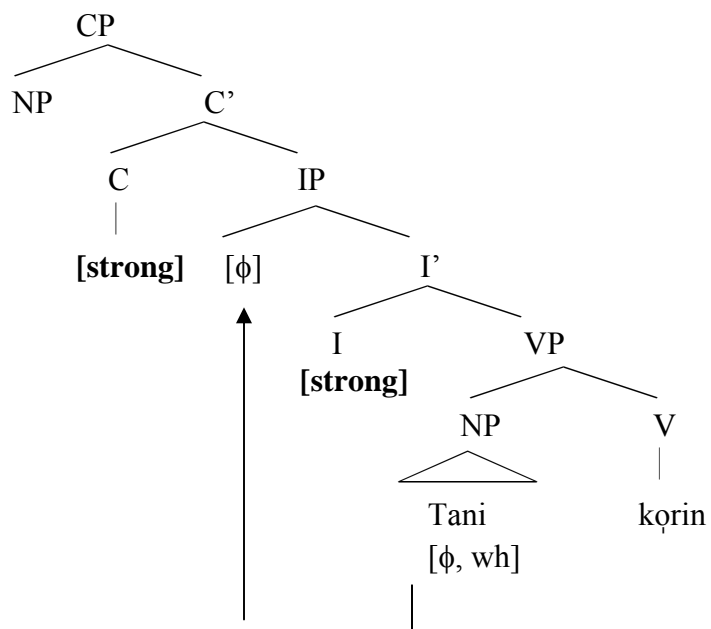 CP
NP C’
C IP
[strong] [ϕ] I’
I VP
[strong]
NP V
Tani kọrin
[ϕ, wh]